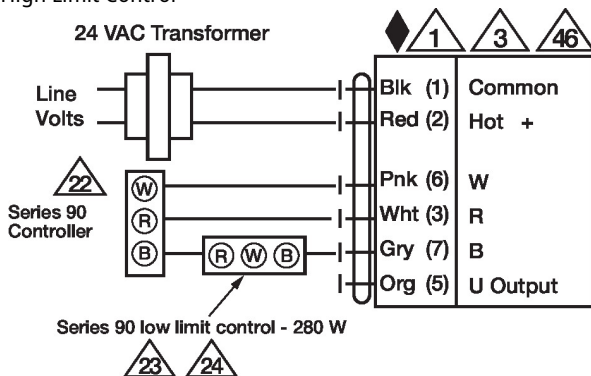 High Limit Control
24 VAC Transformer
1 3 46
Line
Volts
Blk (1) Common
Red (2) Hot +
22
Series 90
Controller
W
R
B
R W B
Pnk (6) W
Wht (3) R
Gry (7) B
Org (5) U Output
Series 90 low limit control - 280 W
23 24